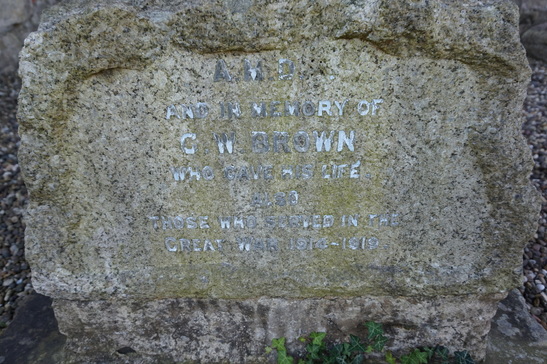 A.M.D.G.
AND IN MEMORY OF
G. W. BROWN
WHO GAVE HIS LIFE.
ALSO
THOSE WHO SERVED IN THE
GREAT WAR 1914-1919